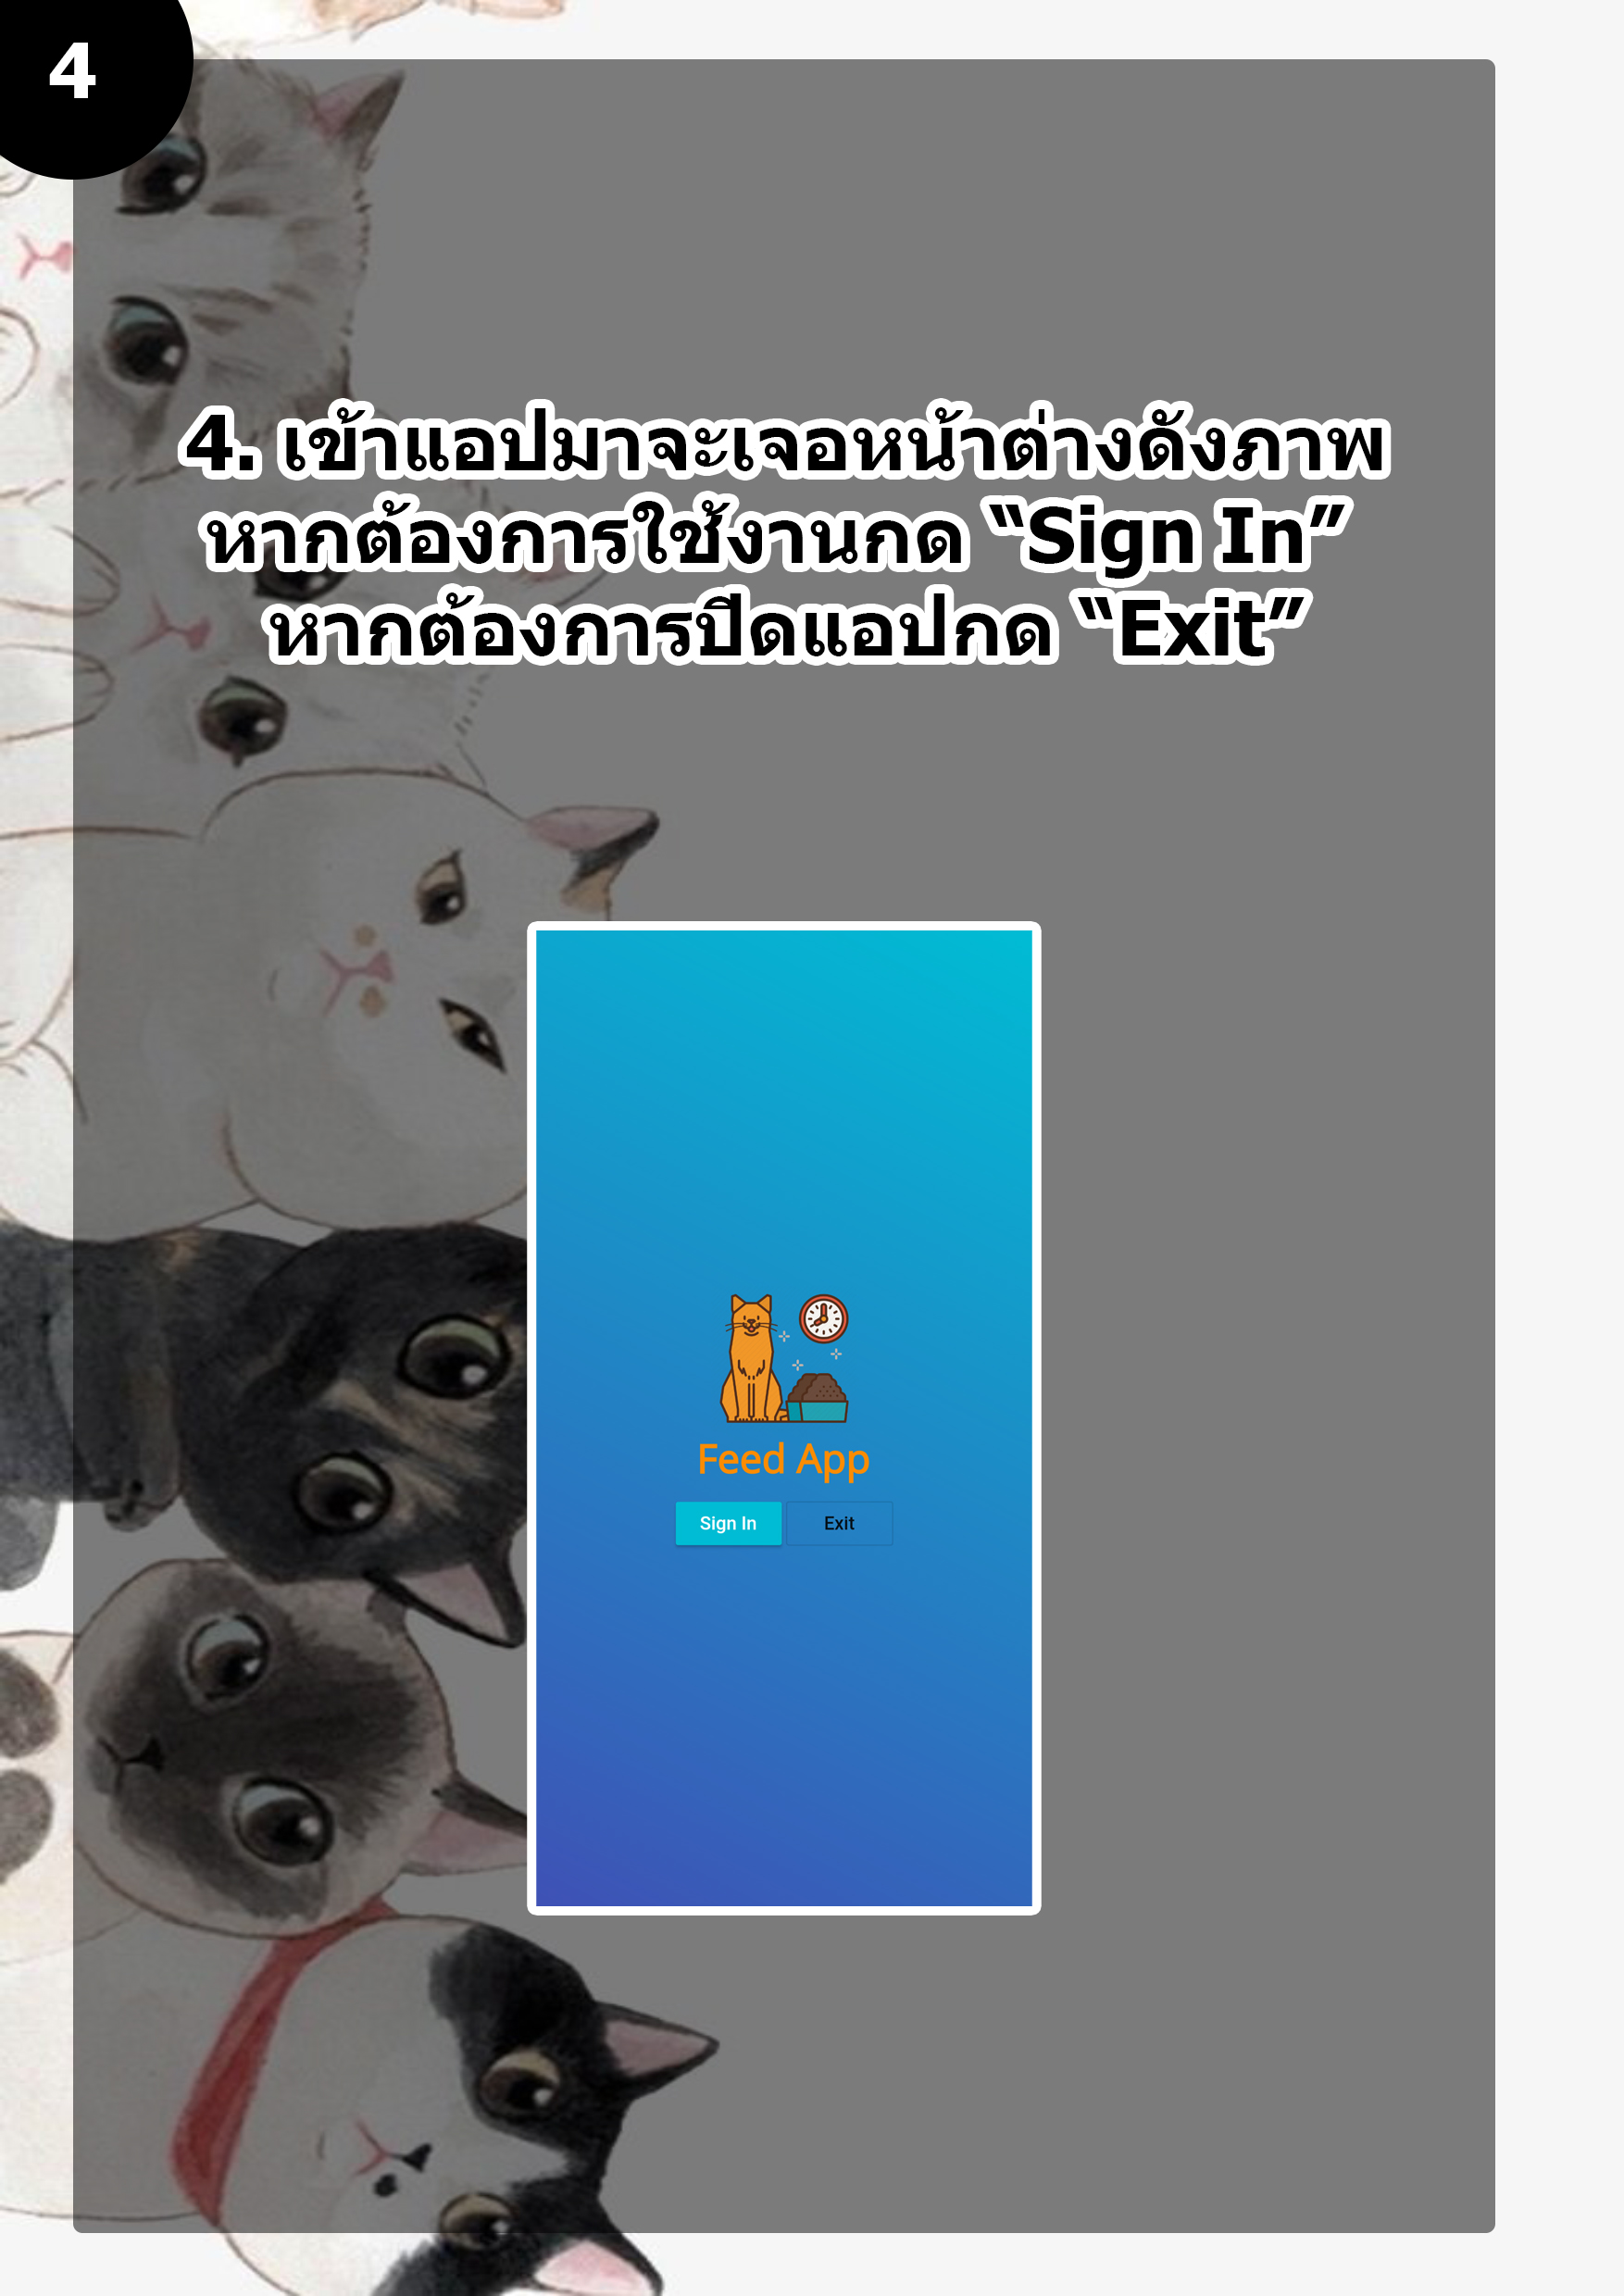 4
4. เข้าแอปมาจะเจอหน้าต่างดังภาพ
หากต้องการใช้งานกด “Sign In”
หากต้องการปิดแอปกด “Exit”
Feed App
Sign In Exit